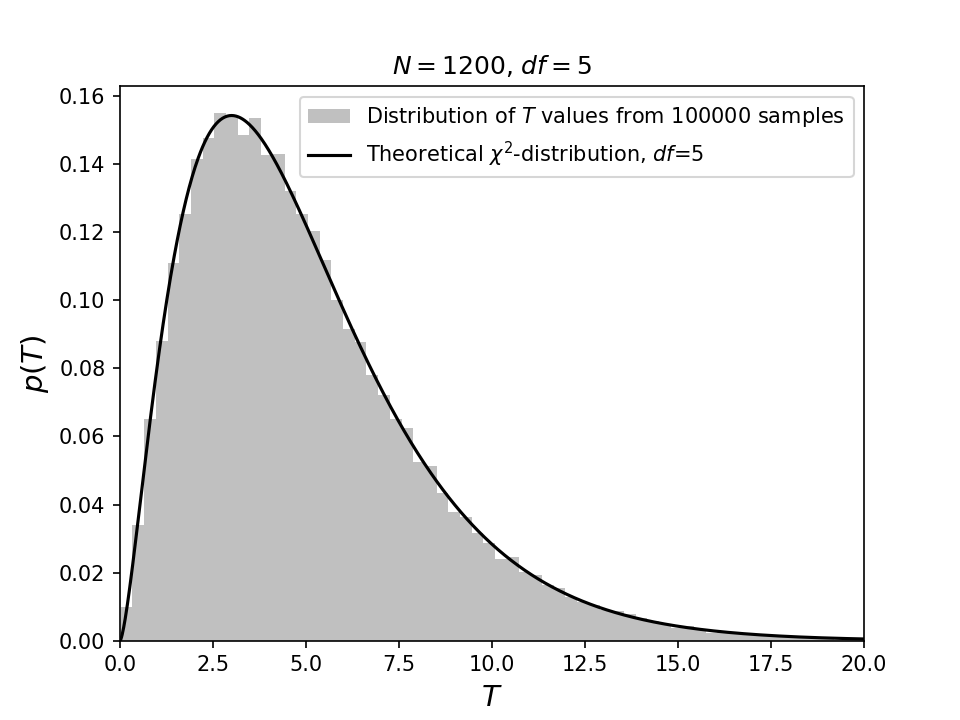 N = 1200, df = 5
Distribution of T values from 100000 samples
Theoretical χ²-distribution, df=5
p(T)
0.16
0.14
0.12
0.10
0.08
0.06
0.04
0.02
0.00
0.0 2.5 5.0 7.5 10.0 12.5 15.0 17.5 20.0
T